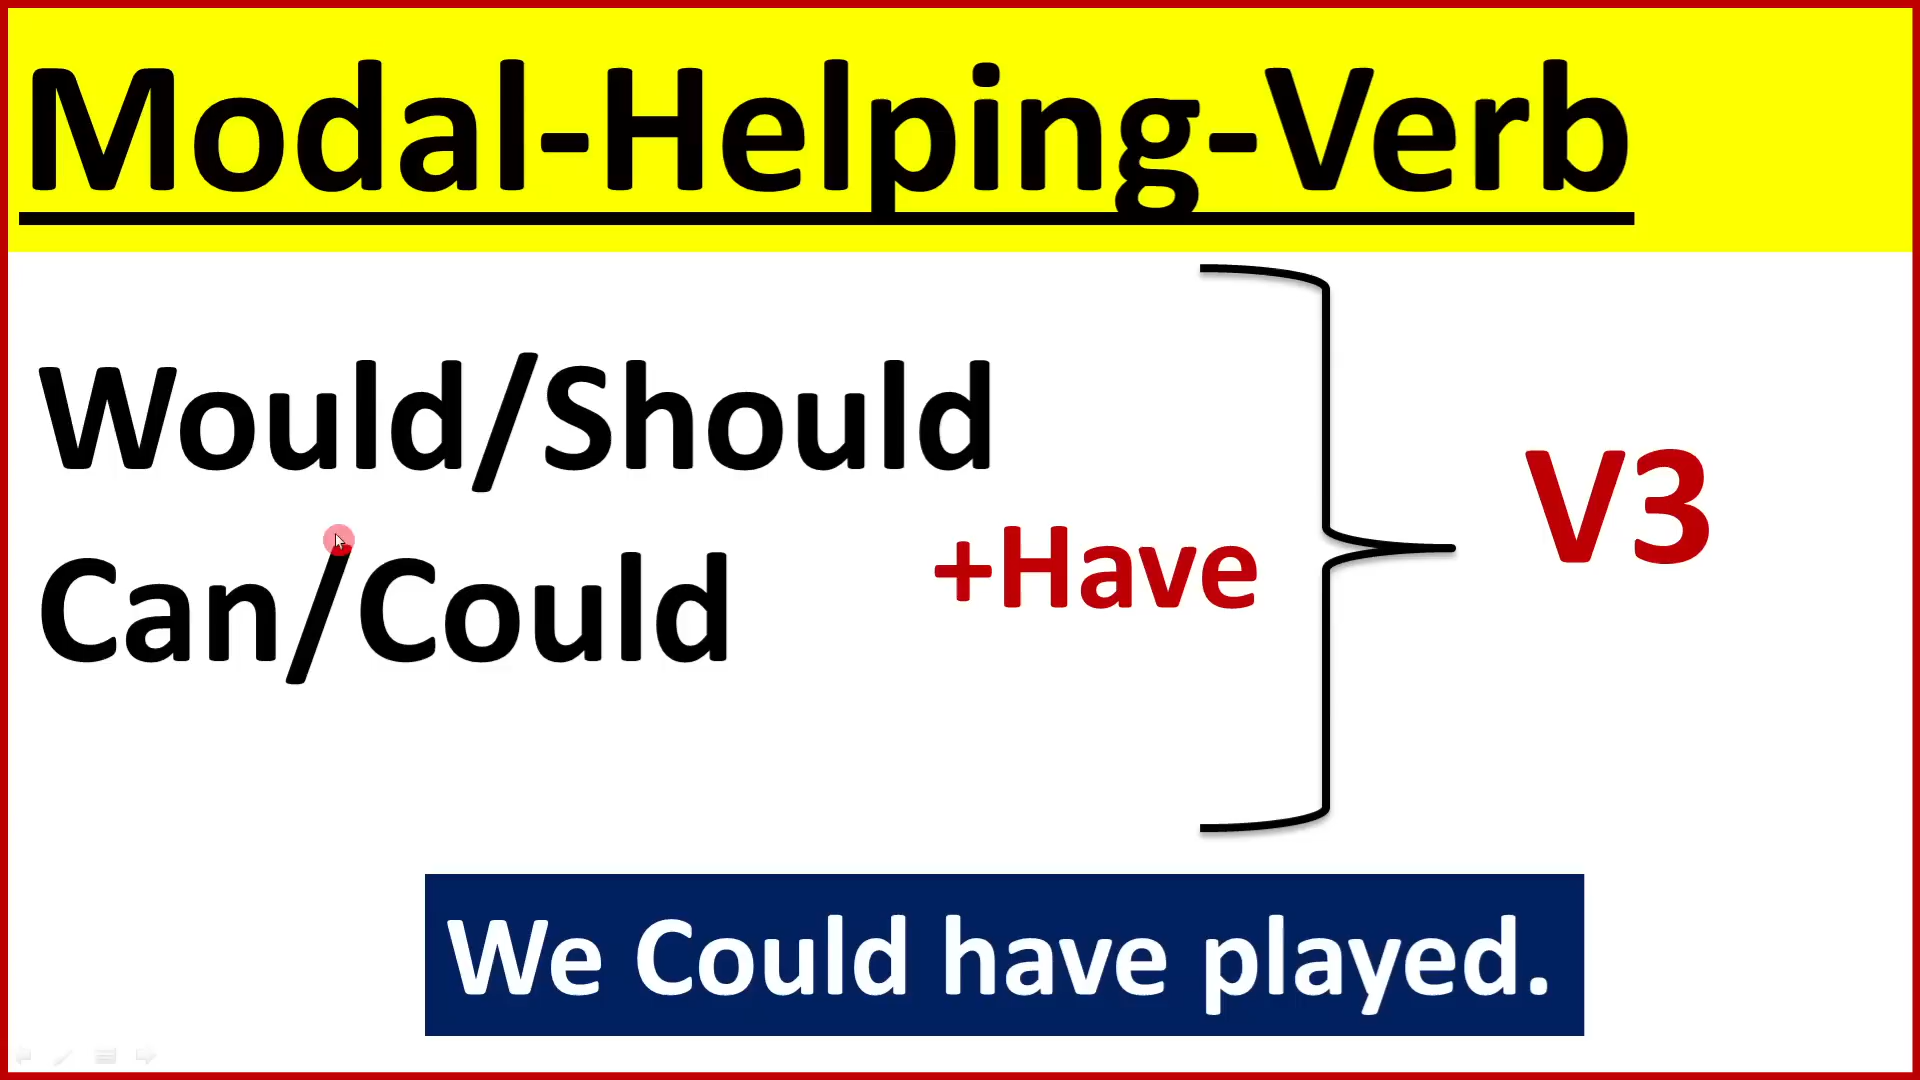 Modal-Helping-Verb
Would/Should
Can/Could
+Have
V3
We Could have played.